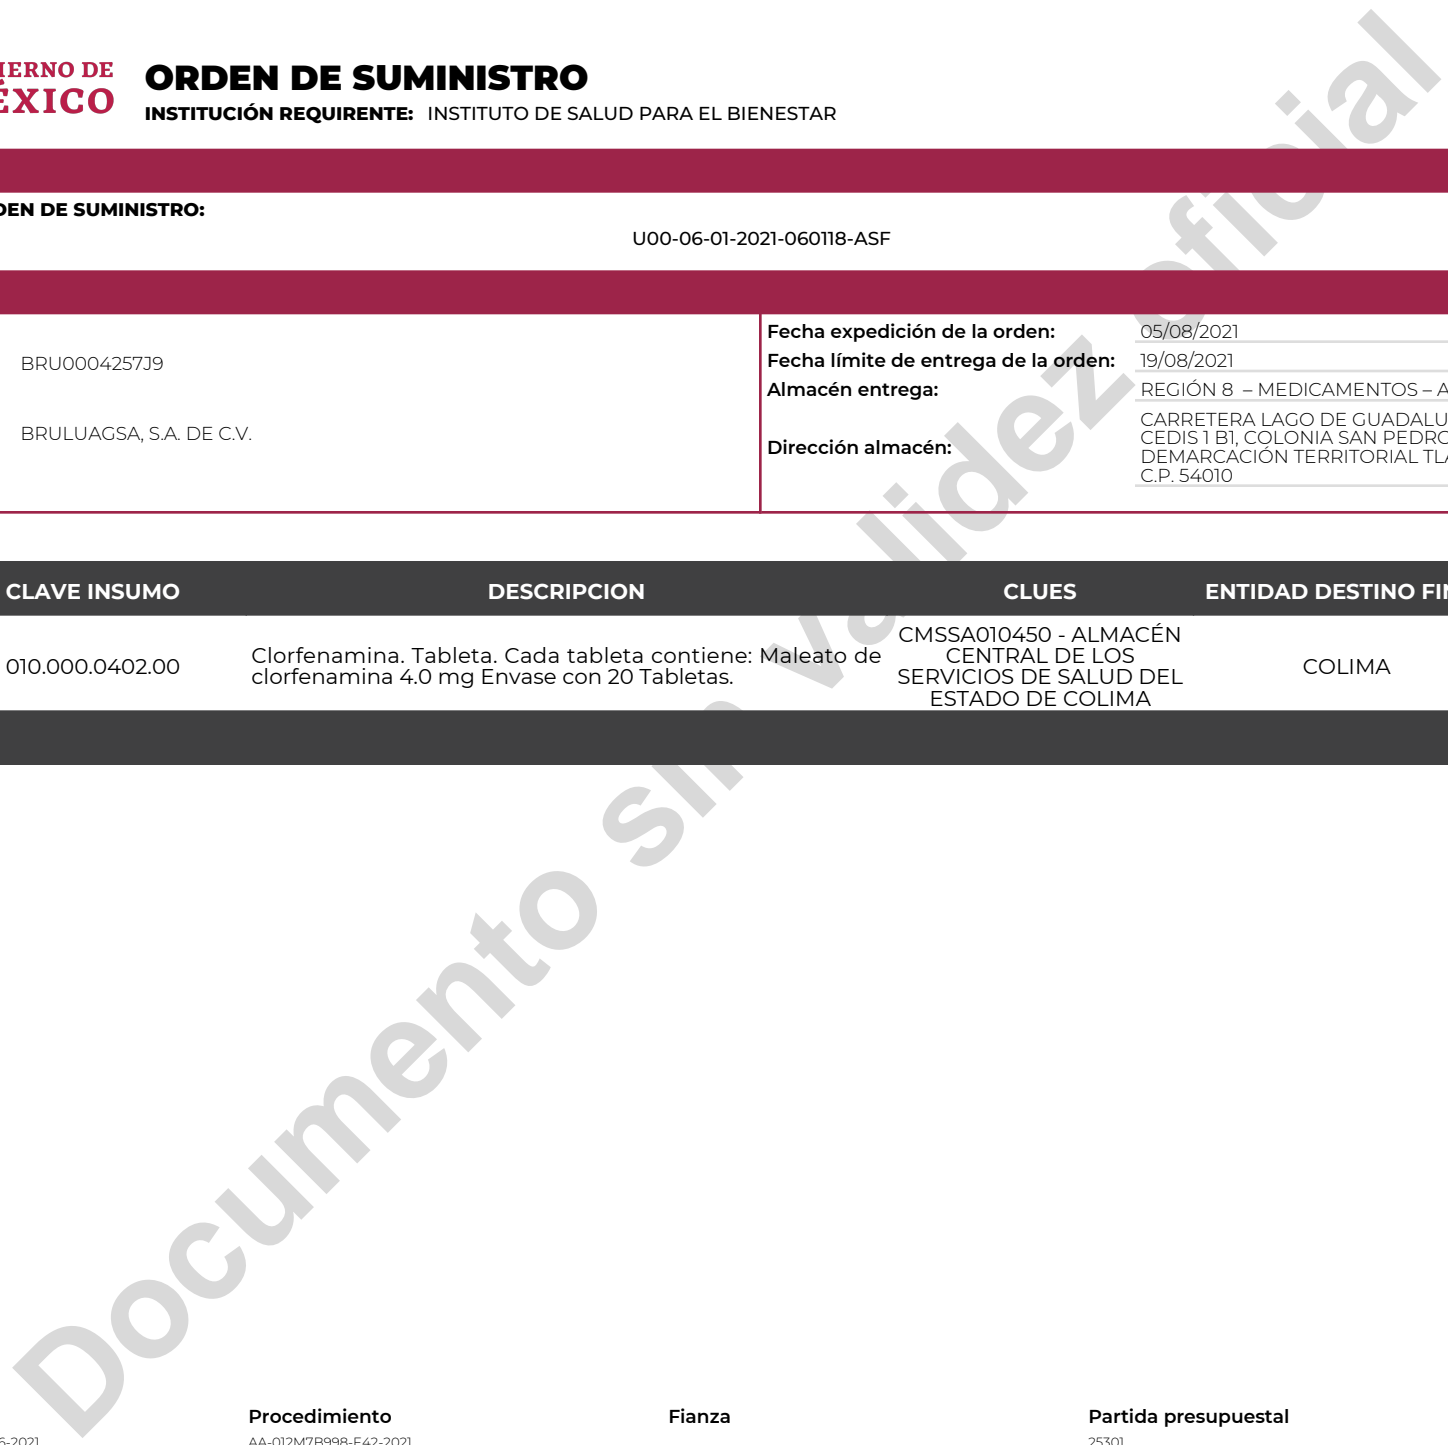 IERNO DE
ÉXICO
ORDEN DE SUMINISTRO
INSTITUCIÓN REQUIRENTE: INSTITUTO DE SALUD PARA EL BIENESTAR
DEN DE SUMINISTRO:
U00-06-01-2021-060118-ASF
BRU0004257J9
BRULUAGSA, S.A. DE C.V.
Fecha expedición de la orden: 05/08/2021
Fecha límite de entrega de la orden: 19/08/2021
Almacén entrega: REGIÓN 8 – MEDICAMENTOS – A
Dirección almacén:
CARRETERA LAGO DE GUADALU
CEDIS 1 B1, COLONIA SAN PEDRO
DEMARCACIÓN TERRITORIAL TLA
C.P. 54010
CLAVE INSUMO DESCRIPCION CLUES ENTIDAD DESTINO FIN
010.000.0402.00
Clorfenamina. Tableta. Cada tableta contiene: Maleato de
clorfenamina 4.0 mg Envase con 20 Tabletas.
CMSSA010450 - ALMACÉN
CENTRAL DE LOS
SERVICIOS DE SALUD DEL
ESTADO DE COLIMA
COLIMA
Documento sin validez oficial
Procedimiento Fianza Partida presupuestal
6-2021 AA-012M7B998-E42-2021 25301